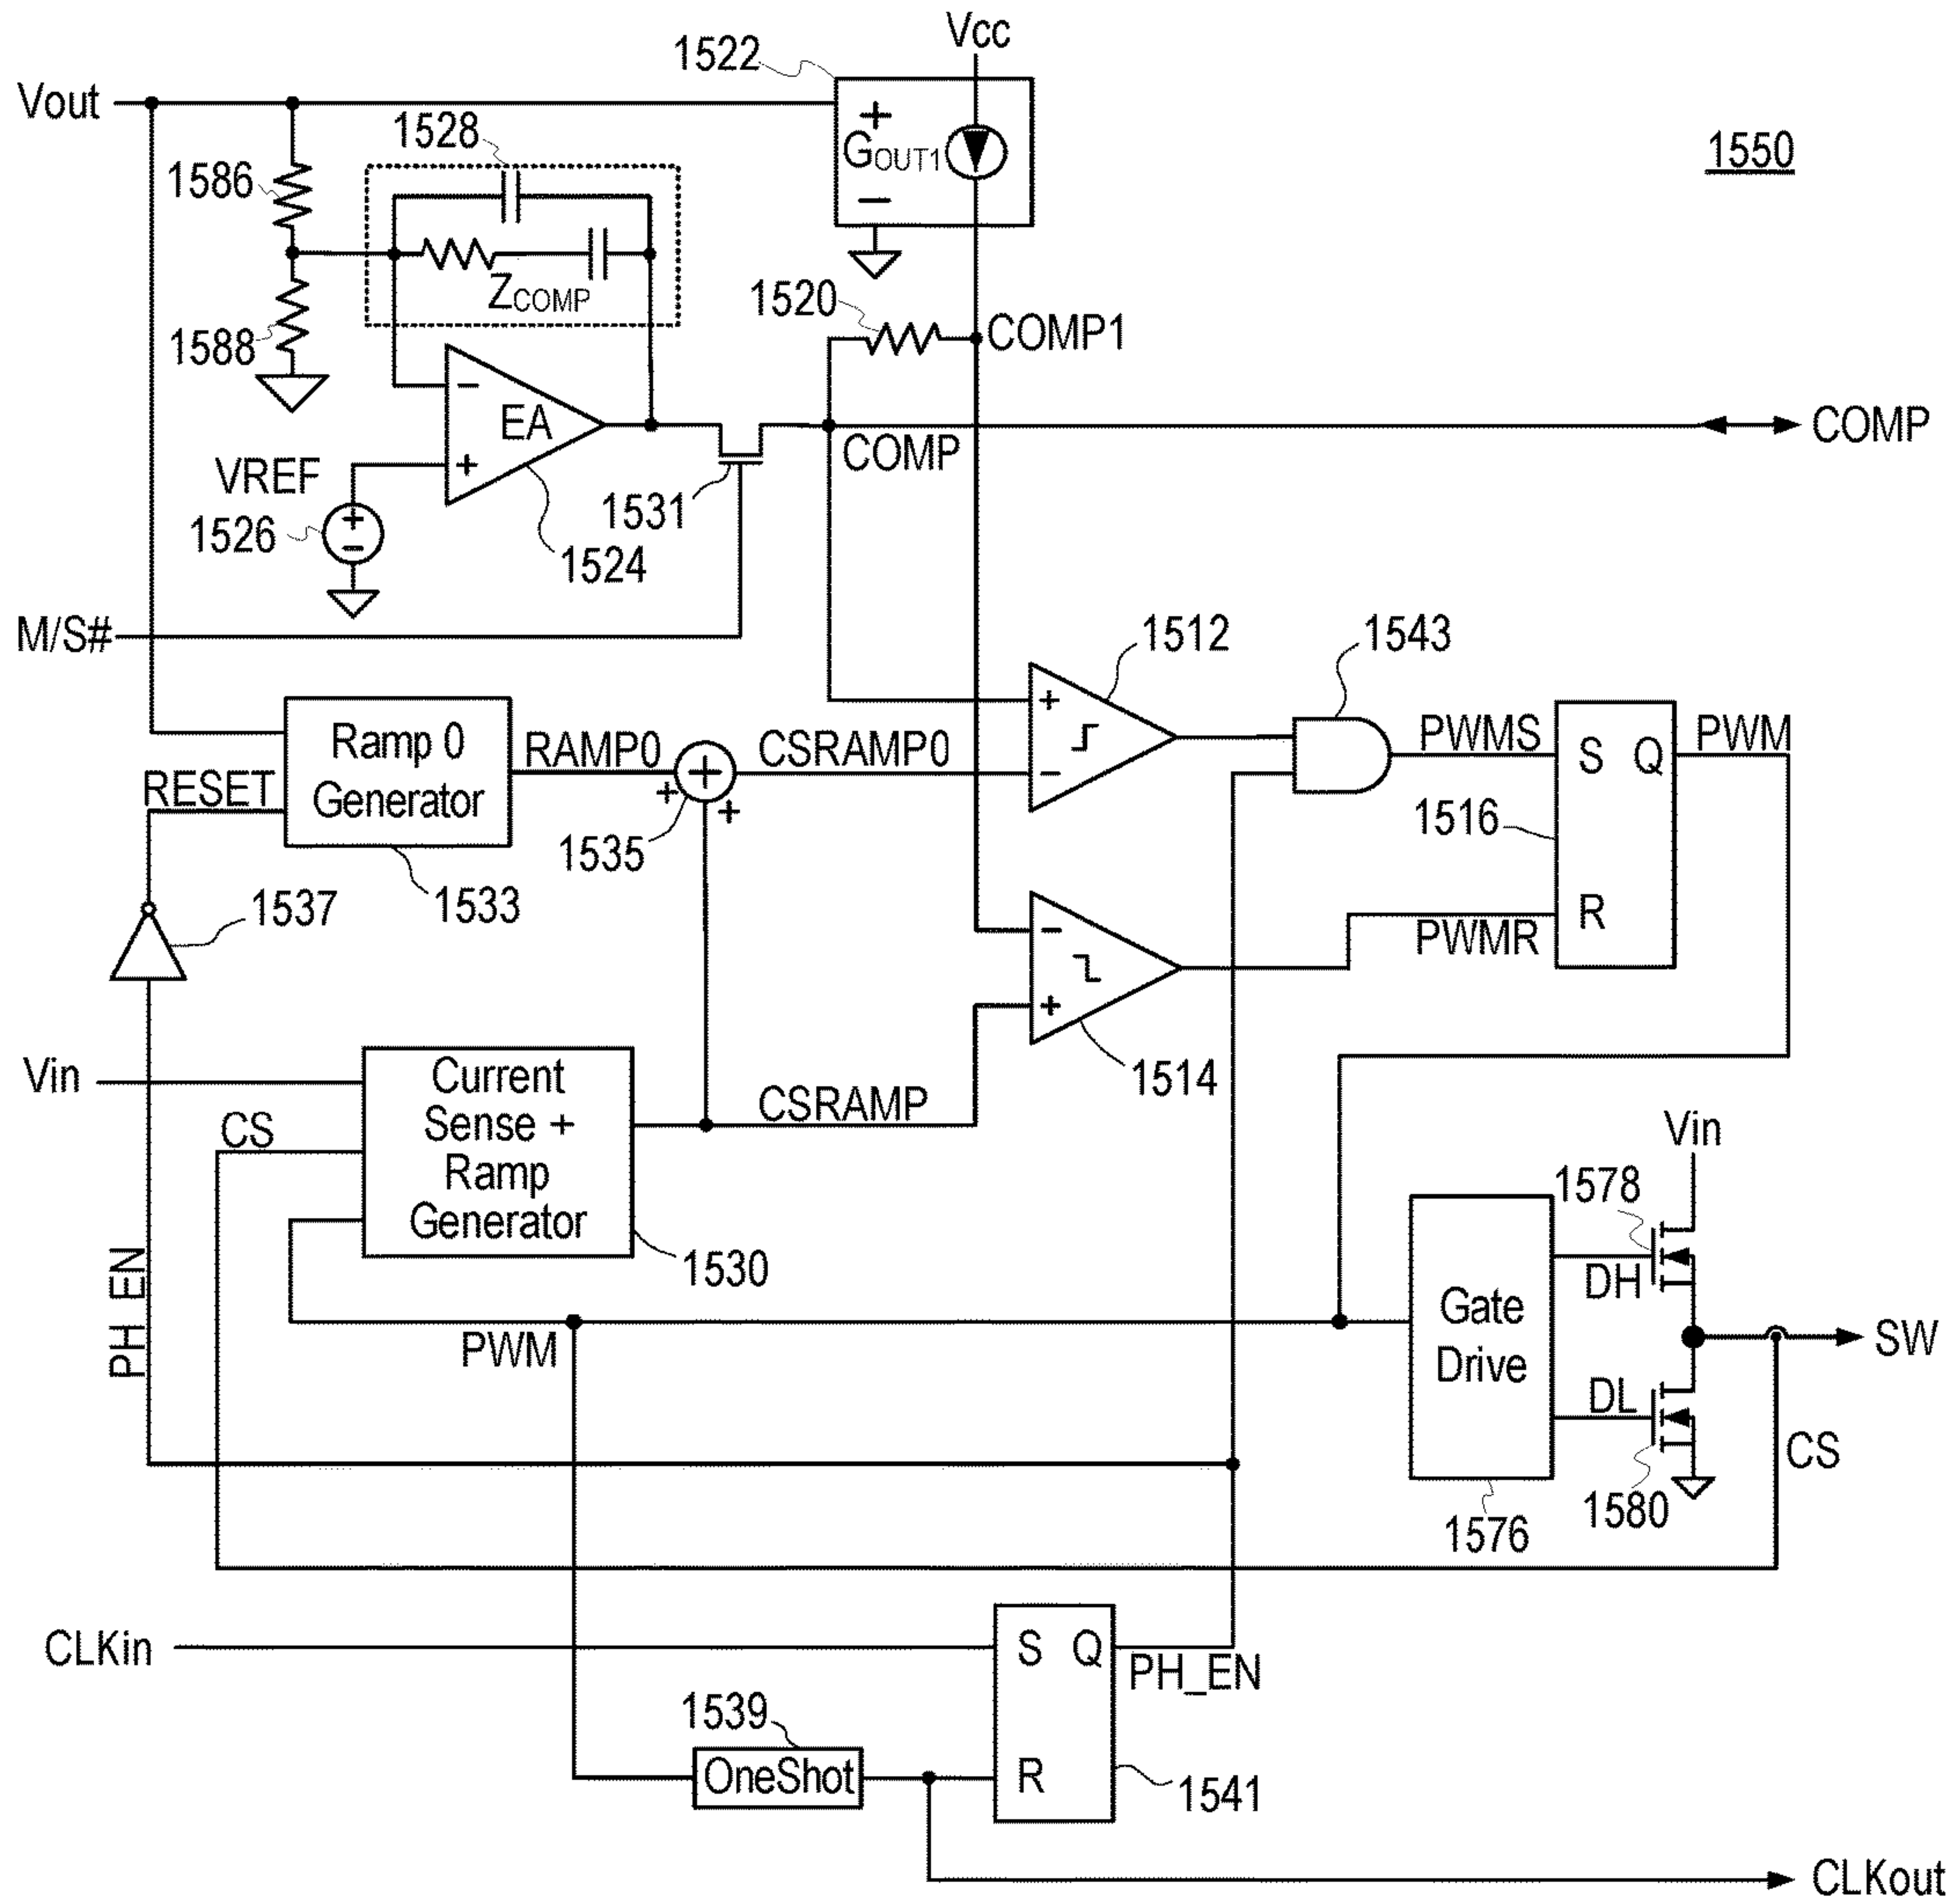 Vcc
1522
Vout
+
GOUT1
−
1528
1550
1586
ZCOMP
1588
1520
COMP1
−
EA
+
COMP
COMP
VREF
1526
+
−
1531
1524
M/S#
1512
1543
Ramp 0
Generator
RAMP0
CSRAMP0
+
−
PWMS
S
Q
PWM
RESET
+
+
+
1535
1516
1533
1537
R
PWMR
−
+
1514
Vin
Current
Sense +
Ramp
Generator
CS
CSRAMP
Vin
1578
1530
PH_EN
DH
Gate
Drive
SW
PWM
DL
CS
1580
1576
CLKin
S
Q
PH_EN
1539
OneShot
R
1541
CLKout